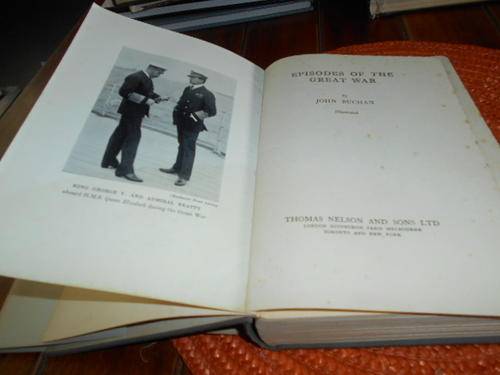 KING GEORGE V. AND ADMIRAL BEATTY
aboard H.M.S. Queen Elizabeth during the Great War
EPISODES OF THE
GREAT WAR
By
JOHN BUCHAN
Illustrated
THOMAS NELSON AND SONS LTD
LONDON EDINBURGH PARIS MELBOURNE
TORONTO AND NEW YORK